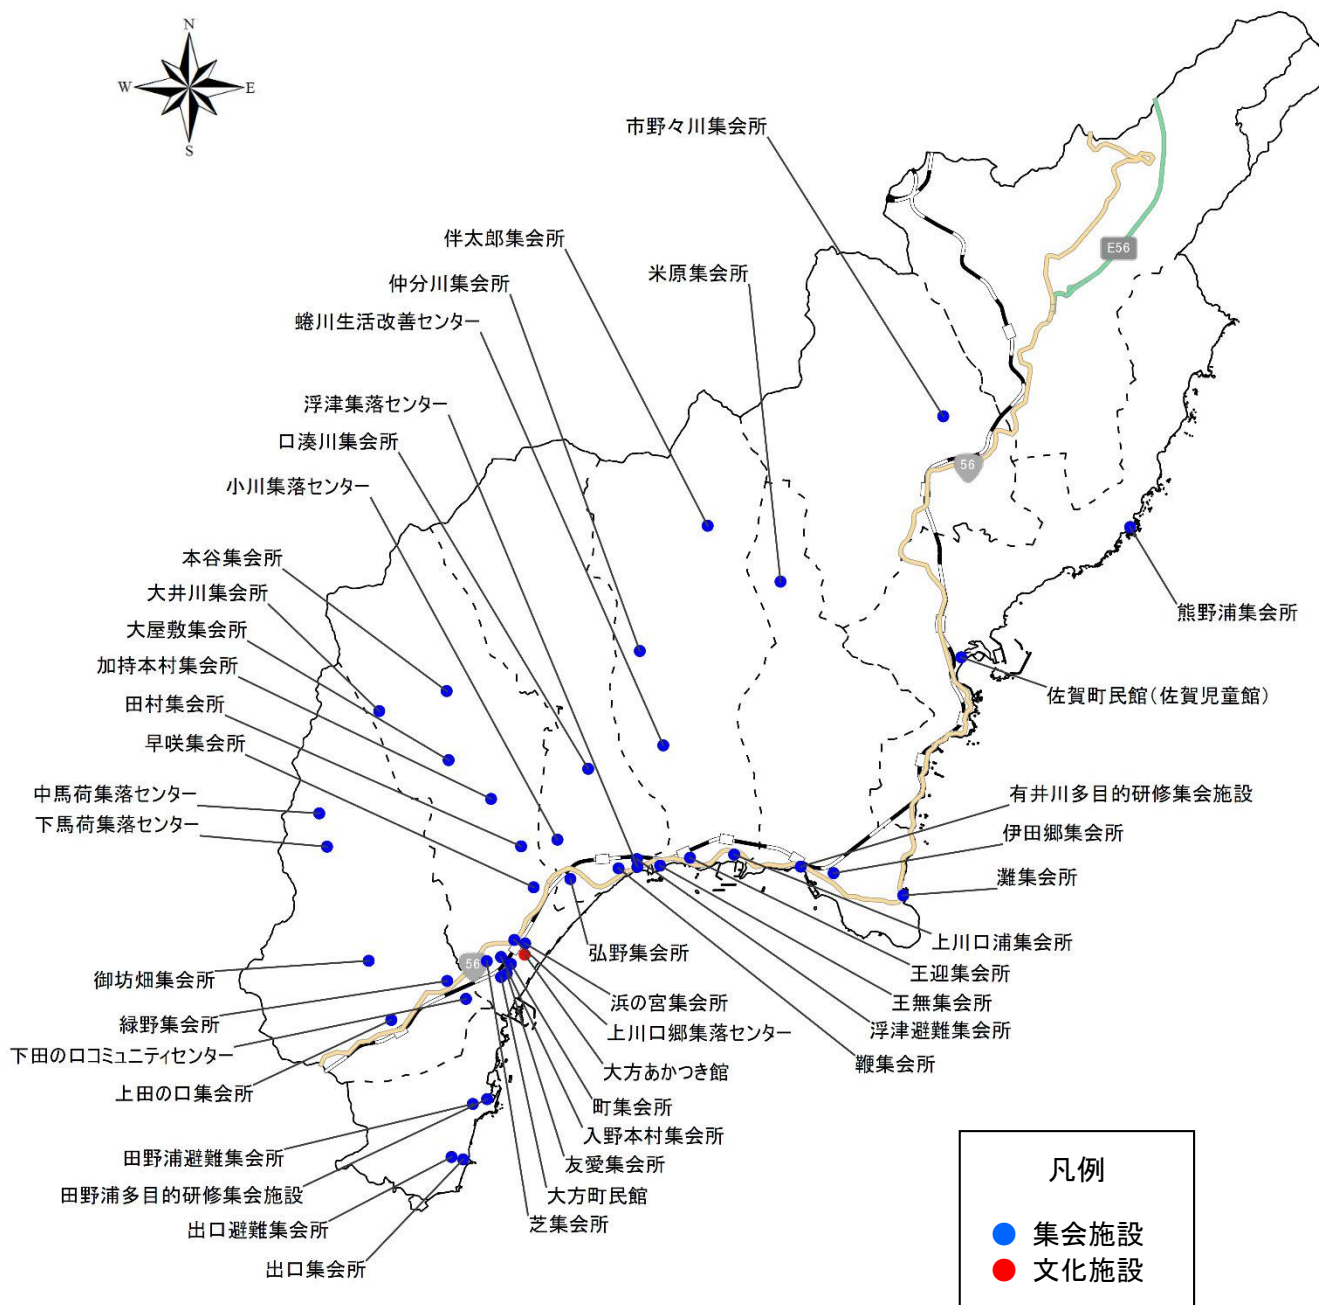 N
W
E
S
市野々川集会所
伴太郎集会所
E56
米原集会所
仲分川集会所
蜷川生活改善センター
浮津集落センター
口湊川集会所
56
小川集落センター
本谷集会所
大井川集会所
熊野浦集会所
大屋敷集会所
加持本村集会所
佐賀町民館(佐賀児童館)
田村集会所
早咲集会所
中馬荷集落センター
有井川多目的研修集会施設
下馬荷集落センター
伊田郷集会所
灘集会所
上川口浦集会所
弘野集会所
56
王迎集会所
御坊畑集会所
浜の宮集会所
王無集会所
緑野集会所
上川口郷集落センター
浮津避難集会所
下田の口コミュニティセンター
鞭集会所
大方あかつき館
上田の口集会所
町集会所
入野本村集会所
田野浦避難集会所
友愛集会所
田野浦多目的研修集会施設
大方町民館
出口避難集会所
芝集会所
出口集会所
凡例
集会施設
文化施設